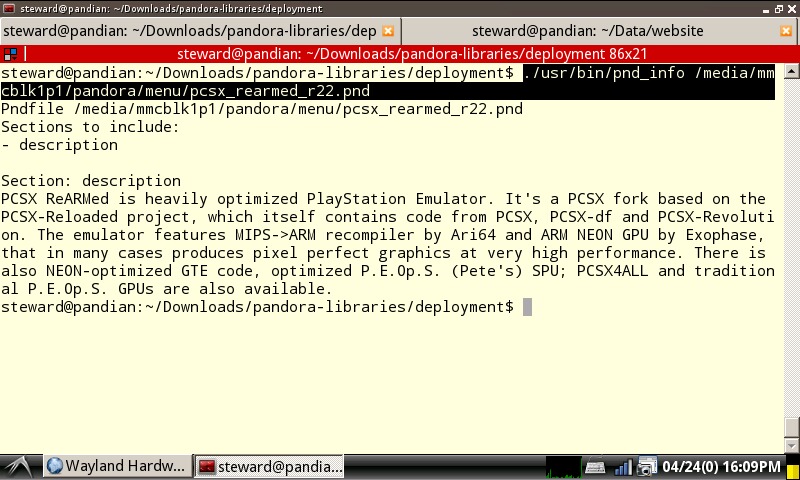 steward@pandian: ~/Downloads/pandora-libraries/deployment
steward@pandian: ~/Downloads/pandora-libraries/dep
steward@pandian: ~/Data/website
steward@pandian: ~/Downloads/pandora-libraries/deployment 86x21
steward@pandian:~/Downloads/pandora-libraries/deployment$ ./usr/bin/pnd_info /media/mm
cblk1p1/pandora/menu/pcsx_rearmed_r22.pnd
Pndfile /media/mmcblk1p1/pandora/menu/pcsx_rearmed_r22.pnd
Sections to include:
- description
Section: description
PCSX ReARMed is heavily optimized PlayStation Emulator. It's a PCSX fork based on the
PCSX-Reloaded project, which itself contains code from PCSX, PCSX-df and PCSX-Revoluti
on. The emulator features MIPS->ARM recompiler by Ari64 and ARM NEON GPU by Exophase,
that in many cases produces pixel perfect graphics at very high performance. There is
also NEON-optimized GTE code, optimized P.E.Op.S. (Pete's) SPU; PCSX4ALL and tradition
al P.E.Op.S. GPUs are also available.
steward@pandian:~/Downloads/pandora-libraries/deployment$
Wayland Hardw...
steward@pandia...
04/24(0) 16:09PM